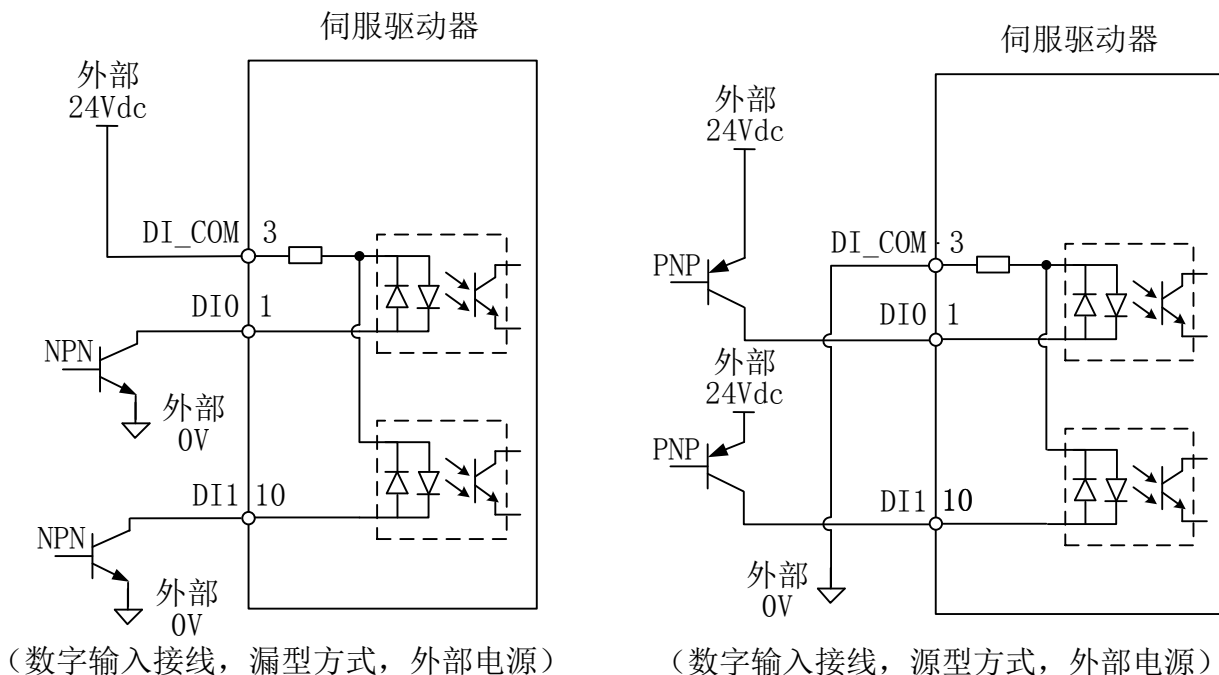 伺服驱动器
外部
24Vdc
DI_COM 3
DI0 1
NPN
外部
0V
DI1 10
NPN
外部
0V
(数字输入接线，漏型方式，外部电源)
伺服驱动器
外部
24Vdc
DI_COM 3
PNP
DI0 1
外部
24Vdc
PNP
DI1 10
外部
0V
(数字输入接线，源型方式，外部电源)